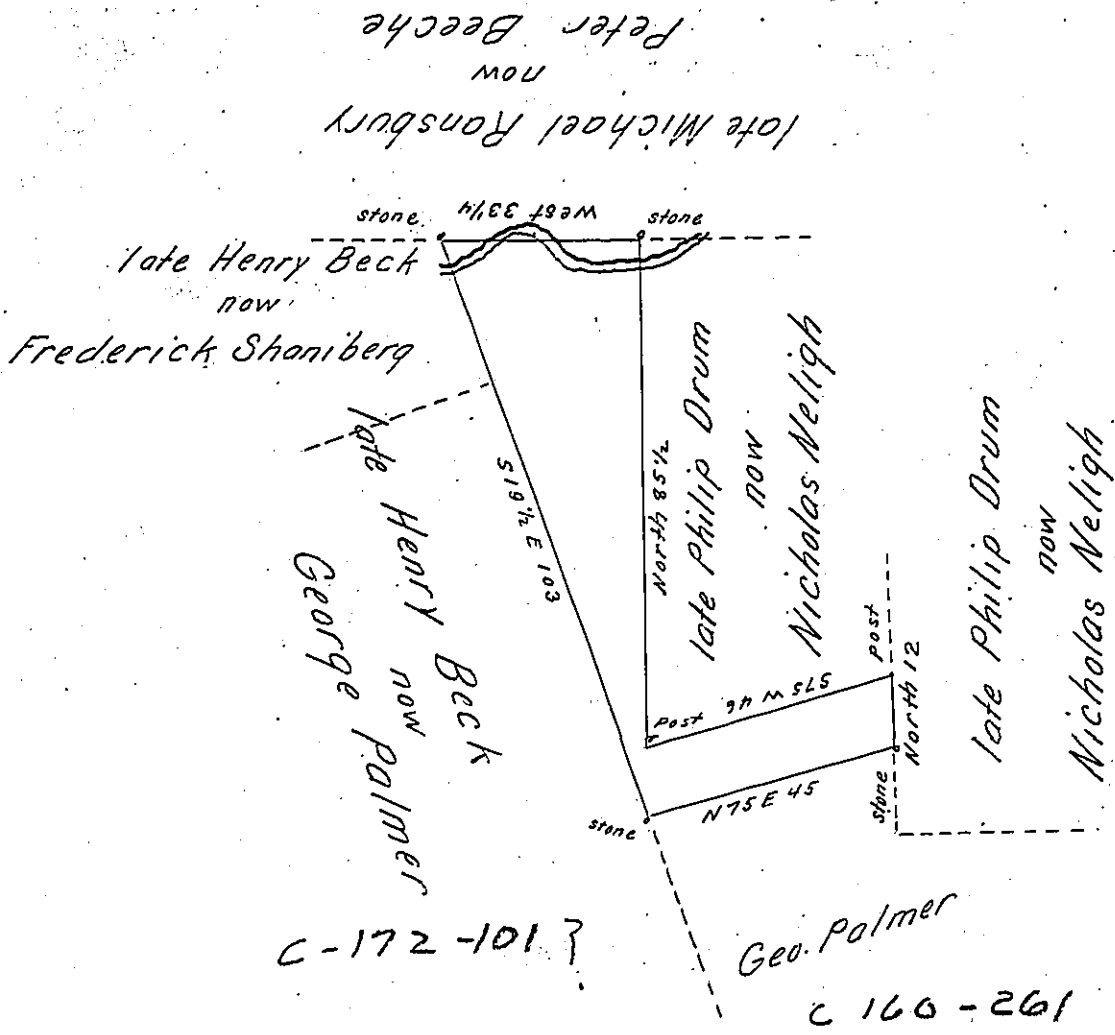 late Michael Ransbury
now
Peter Beeche
stone
West 33 1/4
stone
late Henry Beck
now
Frederick Shaniberg
late Henry Beck
now
George Palmer
S 19 1/2 E 103
North 85 1/2
late Philip Drum
now
Nicholas Neligh
late Philip Drum
now
Nicholas Neligh
Post
North 12
stone
Post
S75 W 46
N75 E 45
stone
Geo. Palmer
C-172-101?
C 160-261